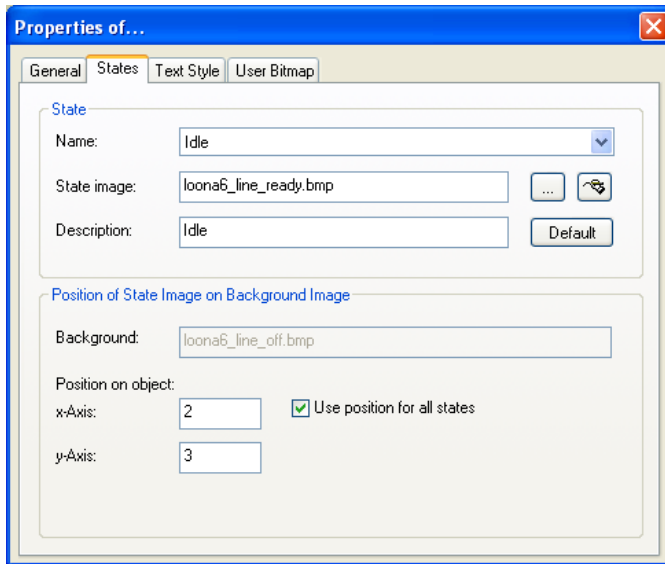 Properties of...
General States Text Style User Bitmap
State
Name: Idle
State image: loona6_line_ready.bmp ...
Description: Idle Default
Position of State Image on Background Image
Background: loona6_line_off.bmp
Position on object:
x-Axis: 2 Use position for all states
y-Axis: 3